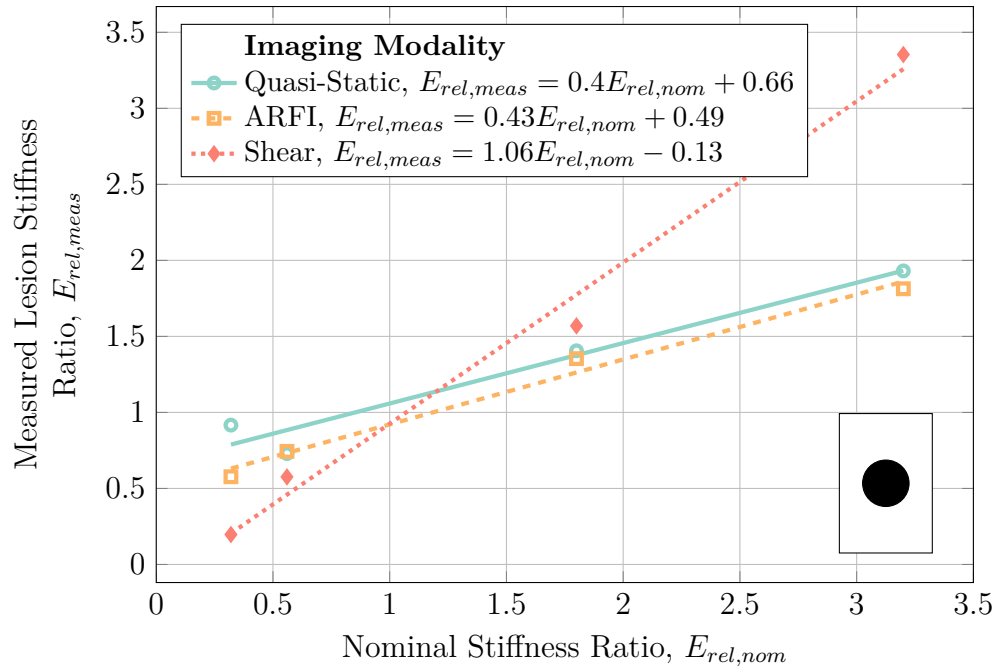 Imaging Modality
Quasi-Static, E_{rel,meas} = 0.4E_{rel,nom} + 0.66
ARFI, E_{rel,meas} = 0.43E_{rel,nom} + 0.49
Shear, E_{rel,meas} = 1.06E_{rel,nom} − 0.13
3.5
3
2.5
2
1.5
1
0.5
0
Measured Lesion Stiffness
Ratio, E_{rel,meas}
0 0.5 1 1.5 2 2.5 3 3.5
Nominal Stiffness Ratio, E_{rel,nom}